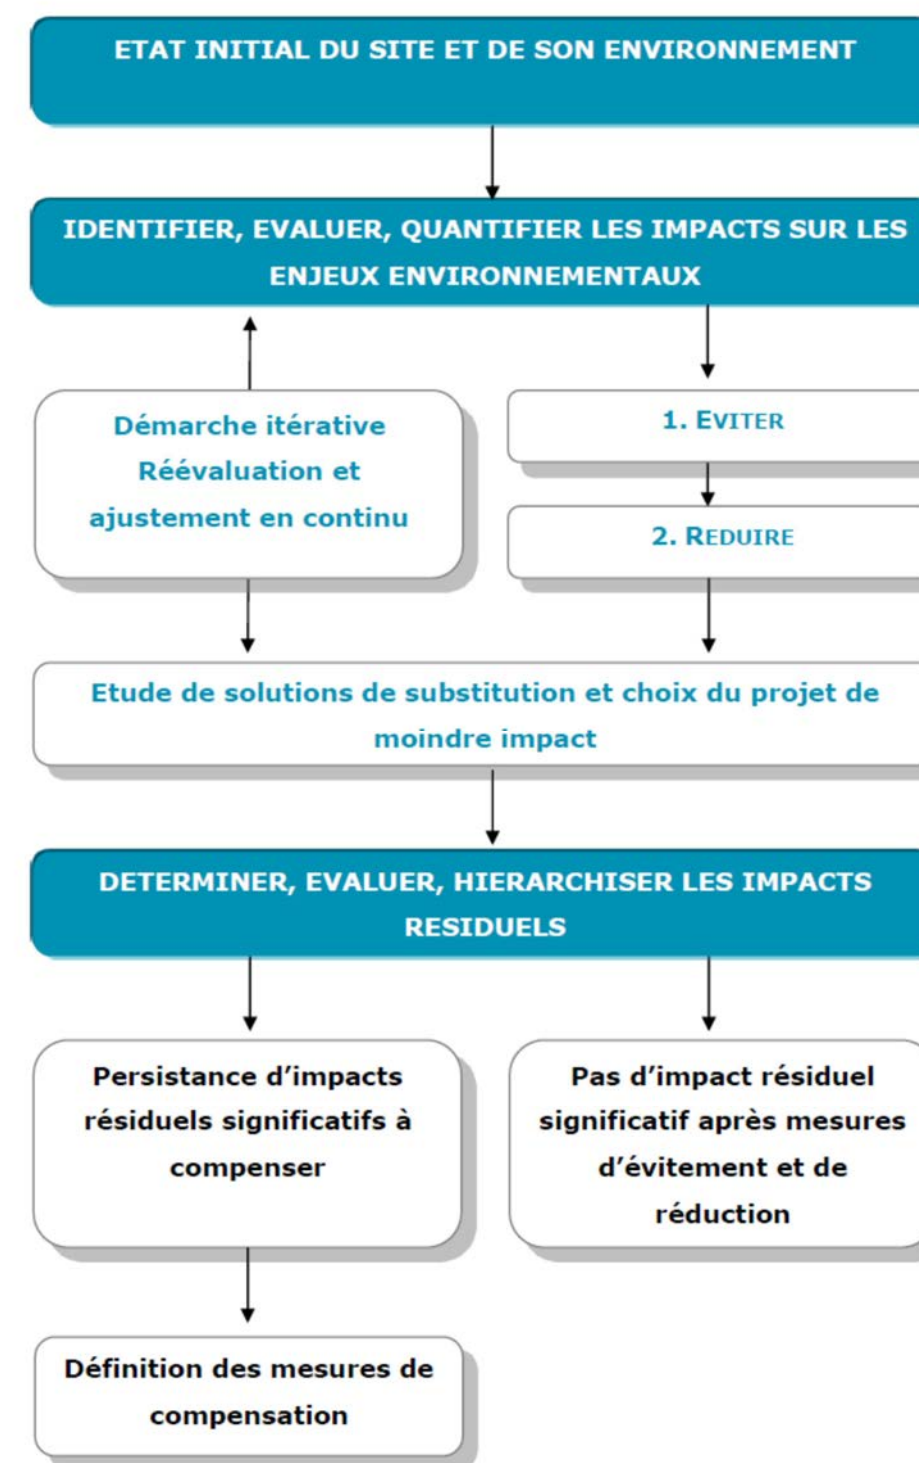 ETAT INITIAL DU SITE ET DE SON ENVIRONNEMENT
IDENTIFIER, EVALUER, QUANTIFIER LES IMPACTS SUR LES
ENJEUX ENVIRONNEMENTAUX
Démarche itérative
Réévaluation et
ajustement en continu
1. EVITER
2. REDUIRE
Etude de solutions de substitution et choix du projet de
moindre impact
DETERMINER, EVALUER, HIERARCHISER LES IMPACTS
RESIDUELS
Persistance d’impacts
résiduels significatifs à
compenser
Pas d’impact résiduel
significatif après mesures
d’évitement et de
réduction
Définition des mesures de
compensation